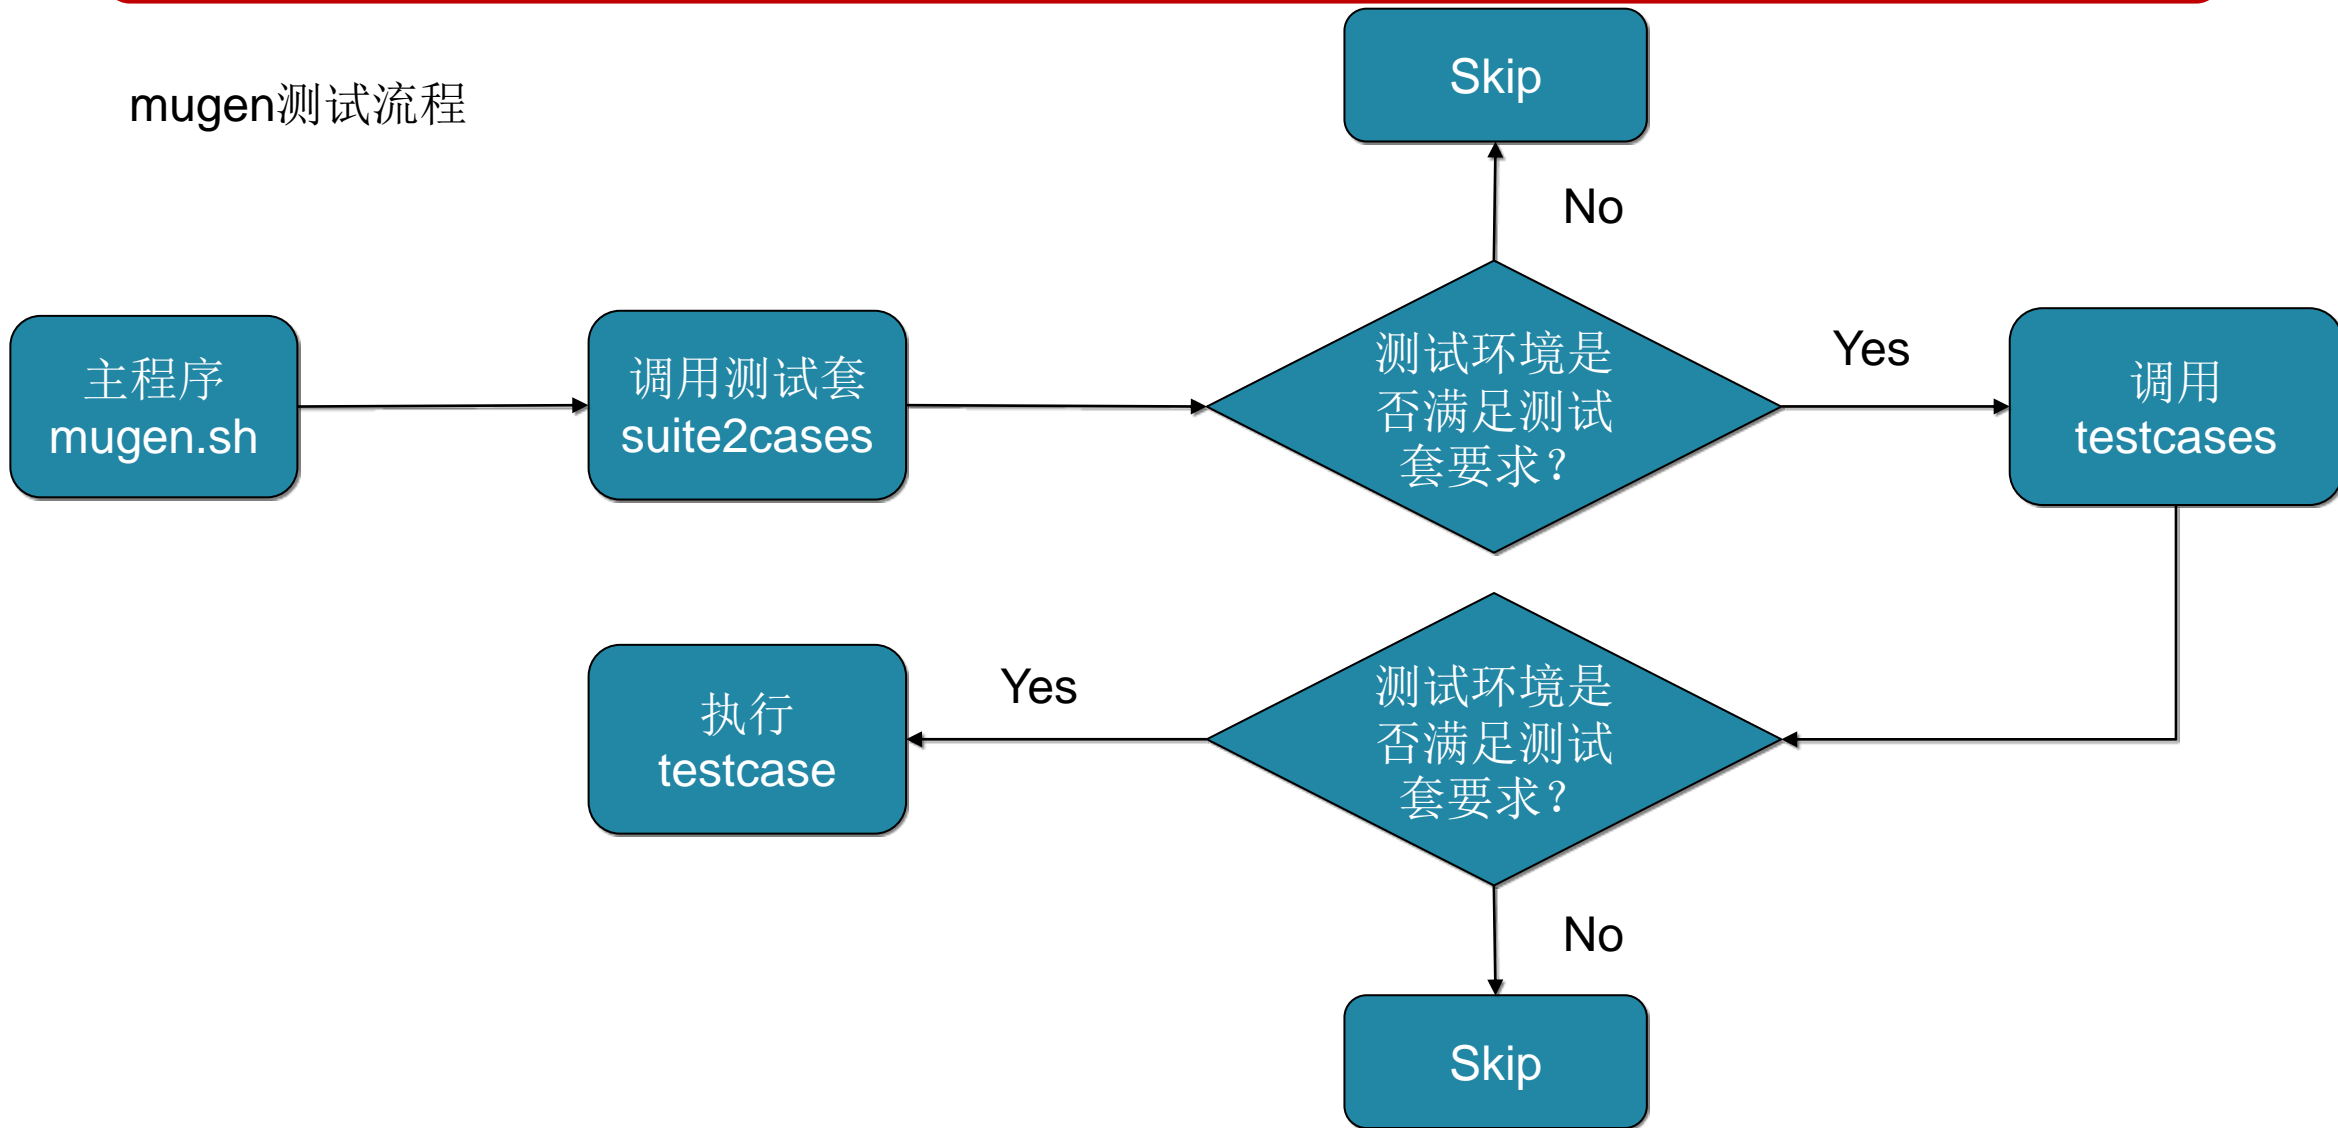 mugen测试流程
Skip
No
主程序
mugen.sh
调用测试套
suite2cases
测试环境是
否满足测试
套要求？
Yes
调用
testcases
测试环境是
否满足测试
套要求？
Yes
执行
testcase
No
Skip